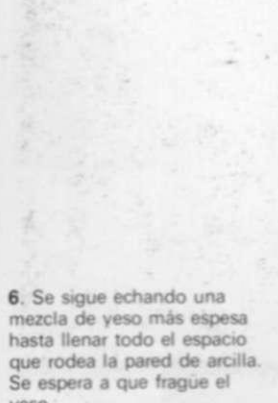 6. Se sigue echando una
mezcla de yeso más espesa
hasta llenar todo el espacio
que rodea la pared de arcilla.
Se espera a que fragüe el